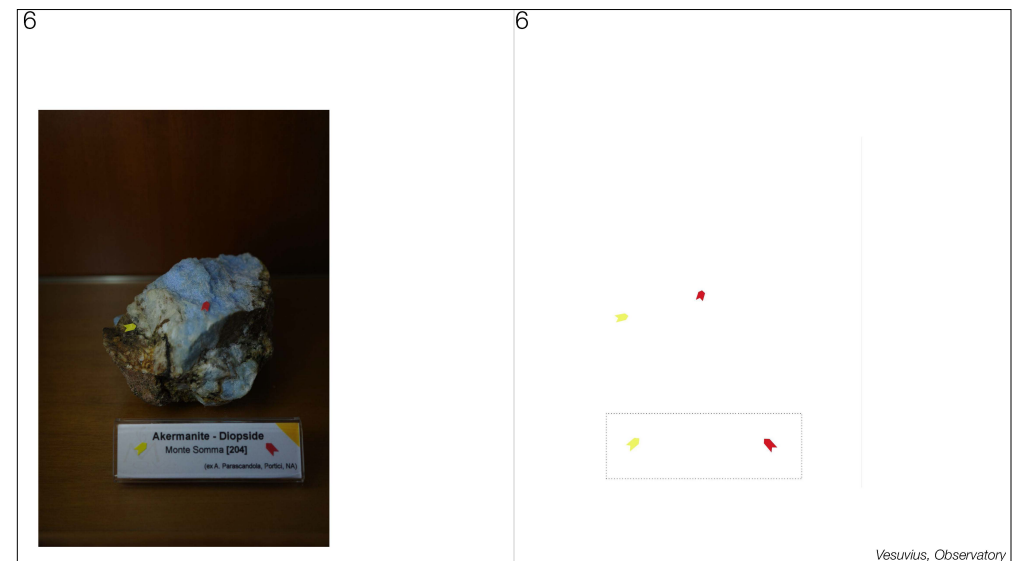 6
6
Akermanite - Diopside
Monte Somma [204]
(ex A. Parascandola, Portici, NA)
Vesuvius, Observatory